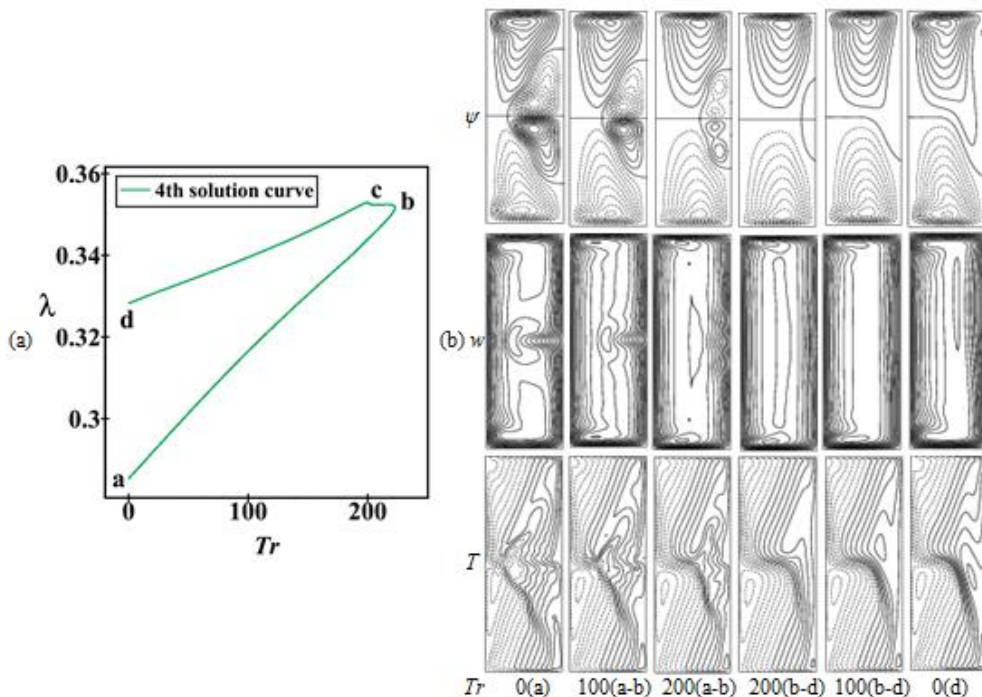 (a)
λ
0.36
0.34
0.32
0.3
4th solution curve
c
b
d
a
0
100
200
Tr
(b)
ψ
w
T
Tr 0(a) 100(a-b) 200(a-b) 200(b-d) 100(b-d) 0(d)